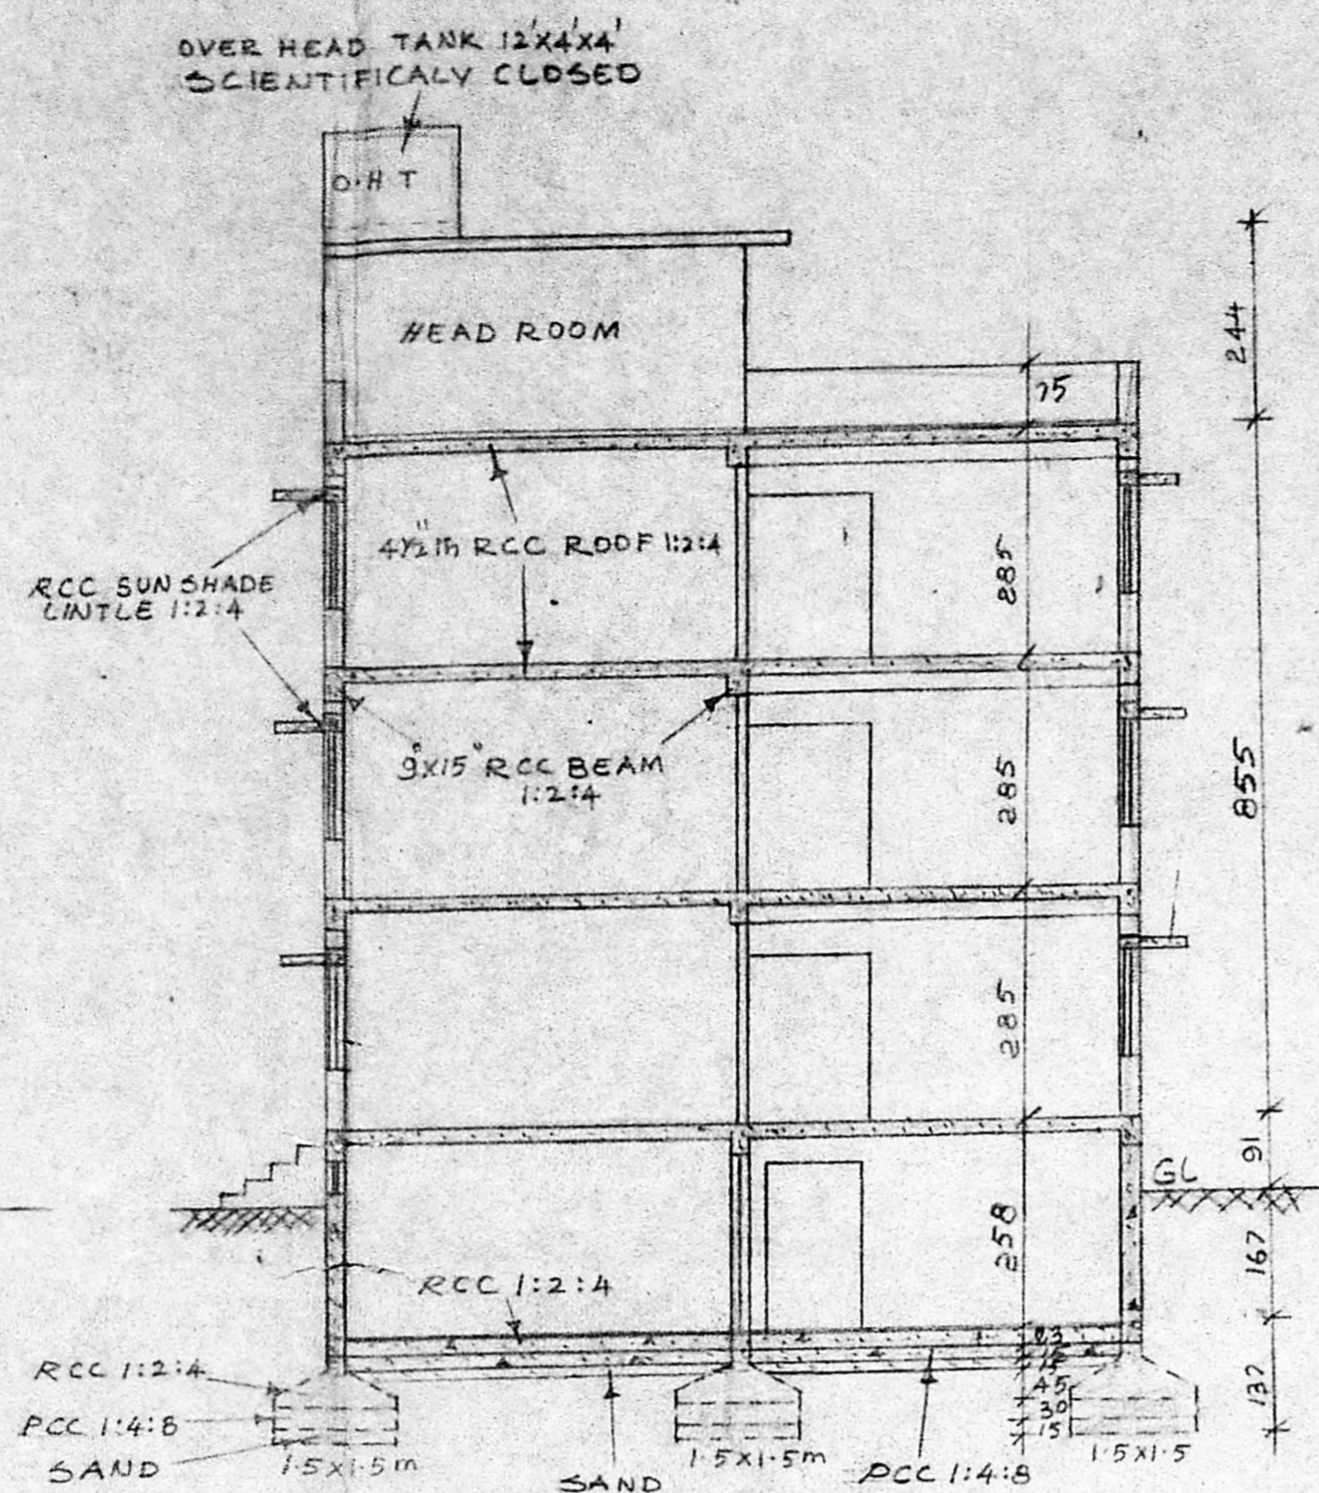 OVER HEAD TANK 12'X4'X4'
SCIENTIFICALY CLOSED
O.H T
HEAD ROOM
244
75
4½" th RCC ROOF 1:2:4
RCC SUN SHADE
LINTLE 1:2:4
285
9"X15" RCC BEAM
1:2:4
285
855
285
91
GL
258
167
RCC 1:2:4
23
15
RCC 1:2:4
45
137
30
PCC 1:4:8
15
SAND
1.5X1.5m
1.5X1.5m
1.5X1.5
SAND
PCC 1:4:8